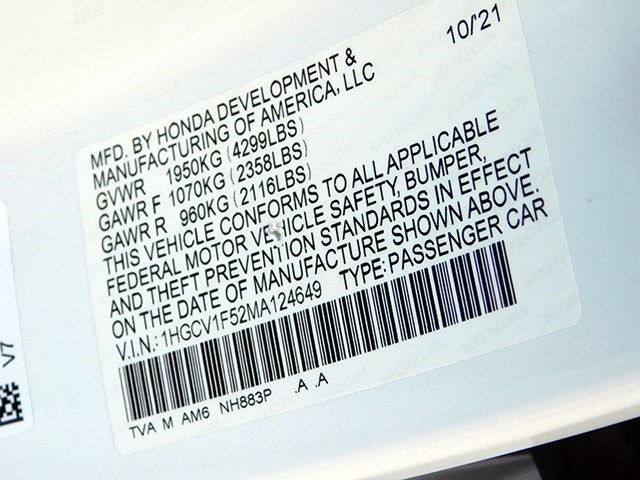 10/'21
MFD. BY HONDA DEVELOPMENT &
MANUFACTURING OF AMERICA, LLC
GVWR 1950KG (4299LBS)
GAWR F 1070KG (2358LBS)
GAWR R 960KG (2116LBS)
THIS VEHICLE CONFORMS TO ALL APPLICABLE
FEDERAL MOTOR VEHICLE SAFETY, BUMPER,
AND THEFT PREVENTION STANDARDS IN EFFECT
ON THE DATE OF MANUFACTURE SHOWN ABOVE.
V.I.N.: 1HGCV1F52MA124649 TYPE: PASSENGER CAR
TVA M AM6 NH883P .A .A
V7